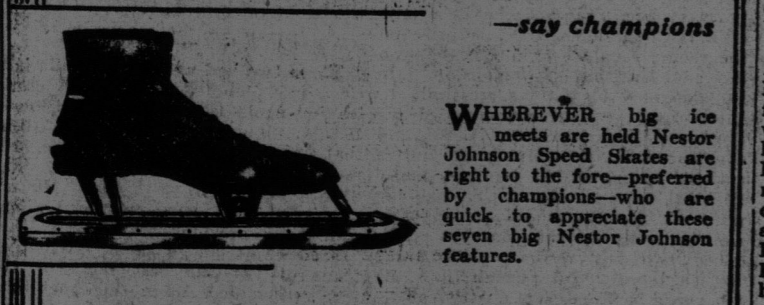 —say champions
WHEREVER big ice
meets are held Nestor
Johnson Speed Skates are
right to the fore—preferred
by champions—who are
quick to appreciate these
seven big Nestor Johnson
features.